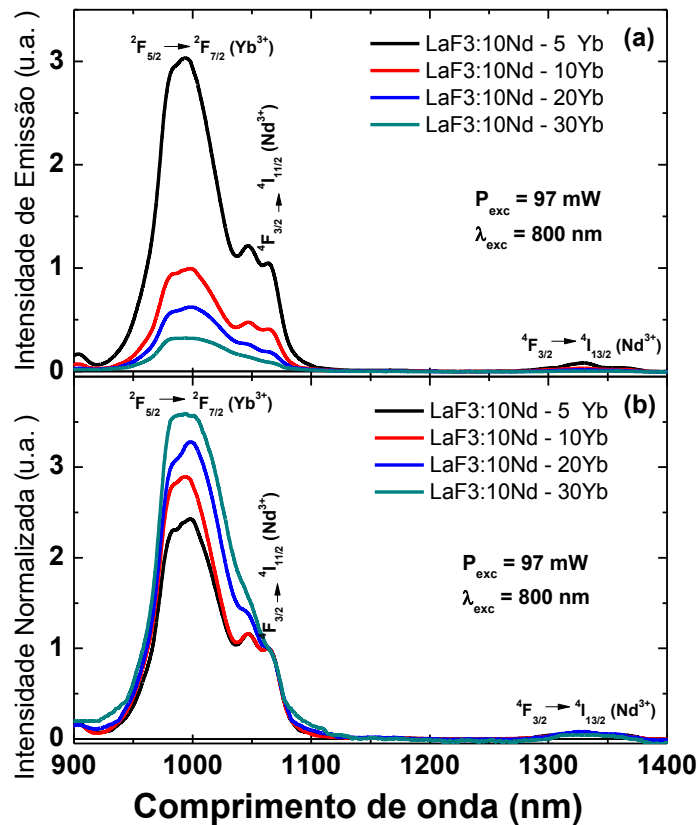 (a)
²F₅/₂ → ²F₇/₂ (Yb³⁺)
⁴F₃/₂ → ⁴I₁₁/₂ (Nd³⁺)
LaF3:10Nd - 5 Yb
LaF3:10Nd - 10Yb
LaF3:10Nd - 20Yb
LaF3:10Nd - 30Yb
P_exc = 97 mW
λ_exc = 800 nm
⁴F₃/₂ → ⁴I₁₃/₂ (Nd³⁺)
Intensidade de Emissão (u.a.)
3
2
1
0
(b)
²F₅/₂ → ²F₇/₂ (Yb³⁺)
⁴F₃/₂ → ⁴I₁₁/₂ (Nd³⁺)
LaF3:10Nd - 5 Yb
LaF3:10Nd - 10Yb
LaF3:10Nd - 20Yb
LaF3:10Nd - 30Yb
P_exc = 97 mW
λ_exc = 800 nm
⁴F₃/₂ → ⁴I₁₃/₂ (Nd³⁺)
Intensidade Normalizada (u.a.)
3
2
1
0
900 1000 1100 1200 1300 1400
Comprimento de onda (nm)